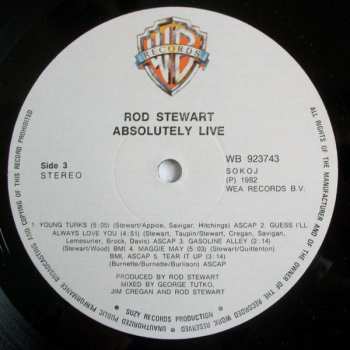 WB
RECORDS
ROD STEWART
ABSOLUTELY LIVE
Side 3
STEREO
WB 923743
SOKOJ
(P) 1982
WEA RECORDS B.V.
1 YOUNG TURKS (5:05) (Stewart/Appice, Savigar, Hitchings) ASCAP 2. GUESS I'LL
ALWAYS LOVE YOU (4:51) (Stewart, Taupin/Stewart, Cregan, Savigan,
Lemesurier, Brock, Davis) ASCAP 3. GASOLINE ALLEY (2:14)
(Stewart/Wood) BMI 4. MAGGIE MAY (5:03) (Stewart/Quittenton)
BMI, ASCAP 5. TEAR IT UP (3:14)
(Burnette/Burnette/Burlison) ASCAP
PRODUCED BY ROD STEWART
MIXED BY GEORGE TUTKO,
JIM CREGAN AND ROD STEWART
ALL RIGHTS OF THE MANUFACTURER AND OF THE OWNER OF THE RECORDED WORK RESERVED
UNAUTHORIZED PUBLIC PERFORMANCE BROADCASTING AND COPYING OF THIS RECORD PROHIBITED
SUZY RECORDS PRODUCTION